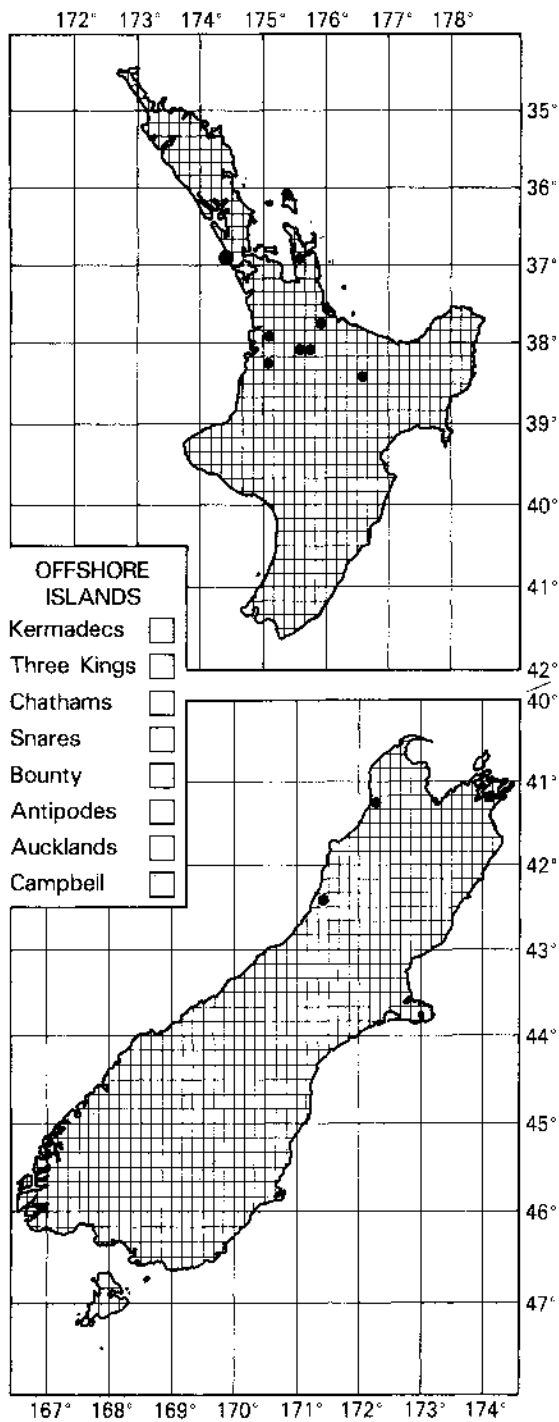 172° 173° 174° 175° 176° 177° 178°
35°
36°
37°
38°
39°
40°
41°
42°
OFFSHORE
ISLANDS
Kermadecs
Three Kings
Chathams
Snares
Bounty
Antipodes
Aucklands
Campbell
40°
41°
42°
43°
44°
45°
46°
47°
167° 168° 169° 170° 171° 172° 173° 174°